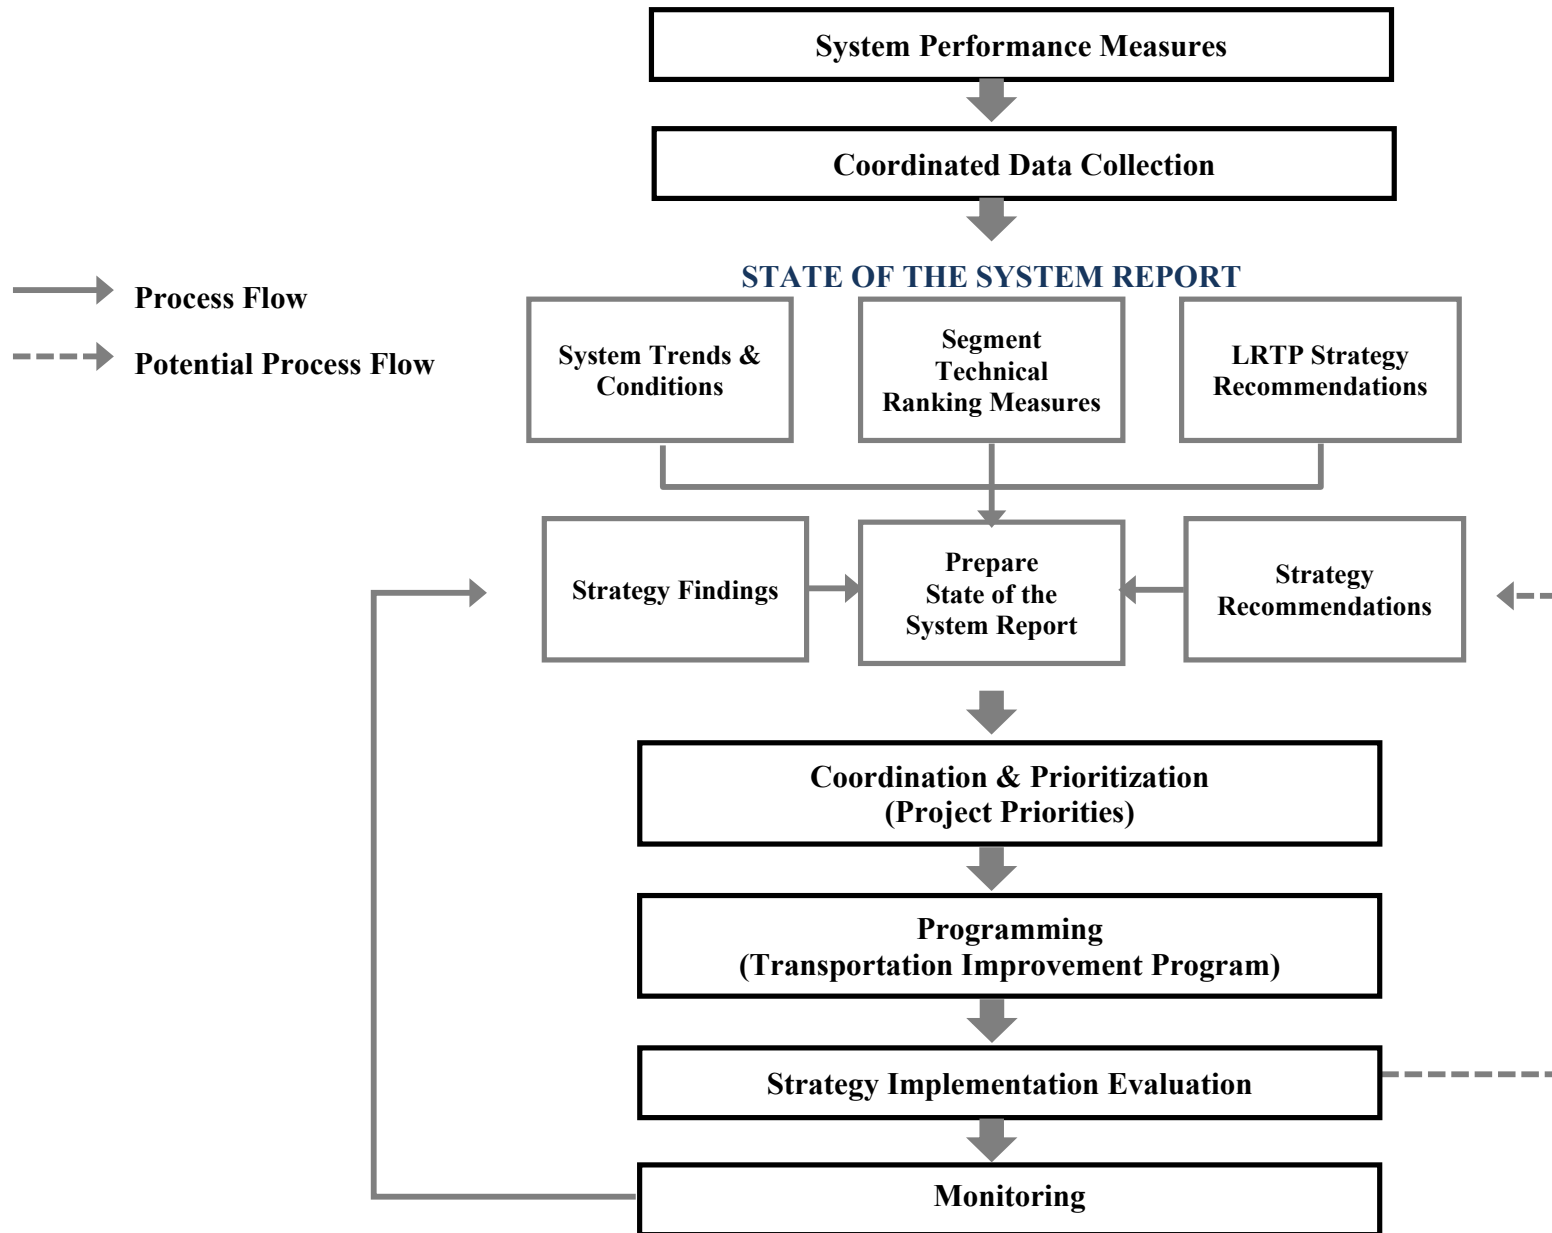 System Performance Measures
Coordinated Data Collection
STATE OF THE SYSTEM REPORT
Process Flow
Potential Process Flow
System Trends &
Conditions
Segment
Technical
Ranking Measures
LRTP Strategy
Recommendations
Strategy Findings
Prepare
State of the
System Report
Strategy
Recommendations
Coordination & Prioritization
(Project Priorities)
Programming
(Transportation Improvement Program)
Strategy Implementation Evaluation
Monitoring